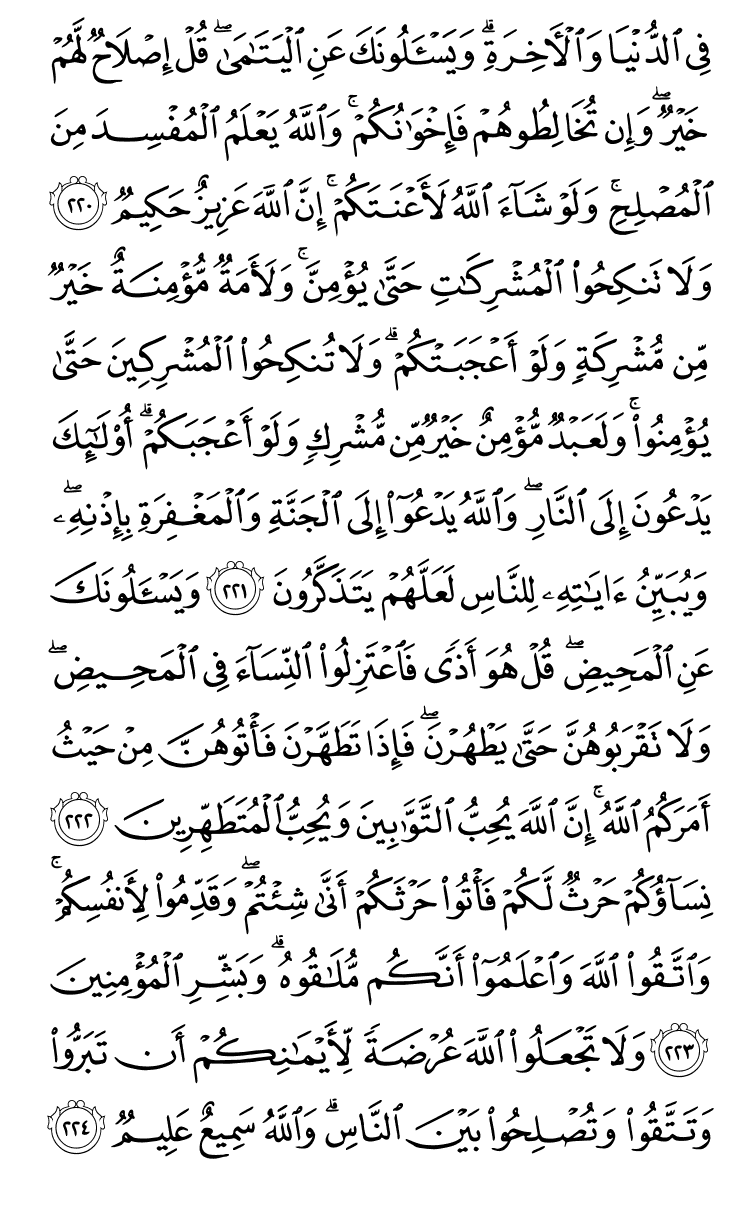 فِي ٱلدُّنۡيَا وَٱلۡأٓخِرَةِۗ وَيَسۡـَٔلُونَكَ عَنِ ٱلۡيَتَٰمَىٰۖ قُلۡ إِصۡلَاحٞ لَّهُمۡ
خَيۡرٞۖ وَإِن تُخَالِطُوهُمۡ فَإِخۡوَٰنُكُمۡۚ وَٱللَّهُ يَعۡلَمُ ٱلۡمُفۡسِدَ مِنَ
ٱلۡمُصۡلِحِۚ وَلَوۡ شَآءَ ٱللَّهُ لَأَعۡنَتَكُمۡۚ إِنَّ ٱللَّهَ عَزِيزٌ حَكِيمٞ ٢٢٠
وَلَا تَنكِحُواْ ٱلۡمُشۡرِكَٰتِ حَتَّىٰ يُؤۡمِنَّۚ وَلَأَمَةٞ مُّؤۡمِنَةٌ خَيۡرٞ
مِّن مُّشۡرِكَةٖ وَلَوۡ أَعۡجَبَتۡكُمۡۗ وَلَا تُنكِحُواْ ٱلۡمُشۡرِكِينَ حَتَّىٰ
يُؤۡمِنُواْۚ وَلَعَبۡدٞ مُّؤۡمِنٌ خَيۡرٞ مِّن مُّشۡرِكٖ وَلَوۡ أَعۡجَبَكُمۡۗ أُوْلَٰٓئِكَ
يَدۡعُونَ إِلَى ٱلنَّارِۖ وَٱللَّهُ يَدۡعُوٓاْ إِلَى ٱلۡجَنَّةِ وَٱلۡمَغۡفِرَةِ بِإِذۡنِهِۦۖ
وَيُبَيِّنُ ءَايَٰتِهِۦ لِلنَّاسِ لَعَلَّهُمۡ يَتَذَكَّرُونَ ٢٢١ وَيَسۡـَٔلُونَكَ
عَنِ ٱلۡمَحِيضِۖ قُلۡ هُوَ أَذٗى فَٱعۡتَزِلُواْ ٱلنِّسَآءَ فِي ٱلۡمَحِيضِۖ
وَلَا تَقۡرَبُوهُنَّ حَتَّىٰ يَطۡهُرۡنَۖ فَإِذَا تَطَهَّرۡنَ فَأۡتُوهُنَّ مِنۡ حَيۡثُ
أَمَرَكُمُ ٱللَّهُۚ إِنَّ ٱللَّهَ يُحِبُّ ٱلتَّوَّٰبِينَ وَيُحِبُّ ٱلۡمُتَطَهِّرِينَ ٢٢٢
نِسَآؤُكُمۡ حَرۡثٞ لَّكُمۡ فَأۡتُواْ حَرۡثَكُمۡ أَنَّىٰ شِئۡتُمۡۖ وَقَدِّمُواْ لِأَنفُسِكُمۡۚ
وَٱتَّقُواْ ٱللَّهَ وَٱعۡلَمُوٓاْ أَنَّكُم مُّلَٰقُوهُۗ وَبَشِّرِ ٱلۡمُؤۡمِنِينَ
٢٢٣ وَلَا تَجۡعَلُواْ ٱللَّهَ عُرۡضَةٗ لِّأَيۡمَٰنِكُمۡ أَن تَبَرُّواْ
وَتَتَّقُواْ وَتُصۡلِحُواْ بَيۡنَ ٱلنَّاسِۚ وَٱللَّهُ سَمِيعٌ عَلِيمٞ ٢٢٤